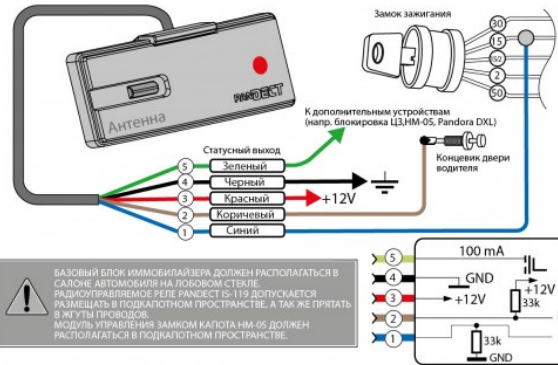 Замок зажигания
30
15
15/2
2
50
PANDECT
Антенна
К дополнительным устройствам
(напр. блокировка ЦЗ, HM-05, Pandora DXL)
Статусный выход
Концевик двери
водителя
5 Зеленый
4 Черный
3 Красный +12V
2 Коричевый
1 Синий
БАЗОВЫЙ БЛОК ИММОБИЛАЙЗЕРА ДОЛЖЕН РАСПОЛАГАТЬСЯ В
САЛОНЕ АВТОМОБИЛЯ НА ЛОБОВОМ СТЕКЛЕ.
РАДИОУПРАВЛЯЕМОЕ РЕЛЕ PANDECT IS-119 ДОПУСКАЕТСЯ
РАЗМЕЩАТЬ В ПОДКАПОТНОМ ПРОСТРАНСТВЕ, А ТАК ЖЕ ПРЯТАТЬ
В ЖГУТЫ ПРОВОДОВ.
МОДУЛЬ УПРАВЛЕНИЯ ЗАМКОМ КАПОТА HM-05 ДОЛЖЕН
РАСПОЛАГАТЬСЯ В ПОДКАПОТНОМ ПРОСТРАНСТВЕ.
5 100 mA
4 GND
3 +12V
+12V
33k
2
1
33k
GND